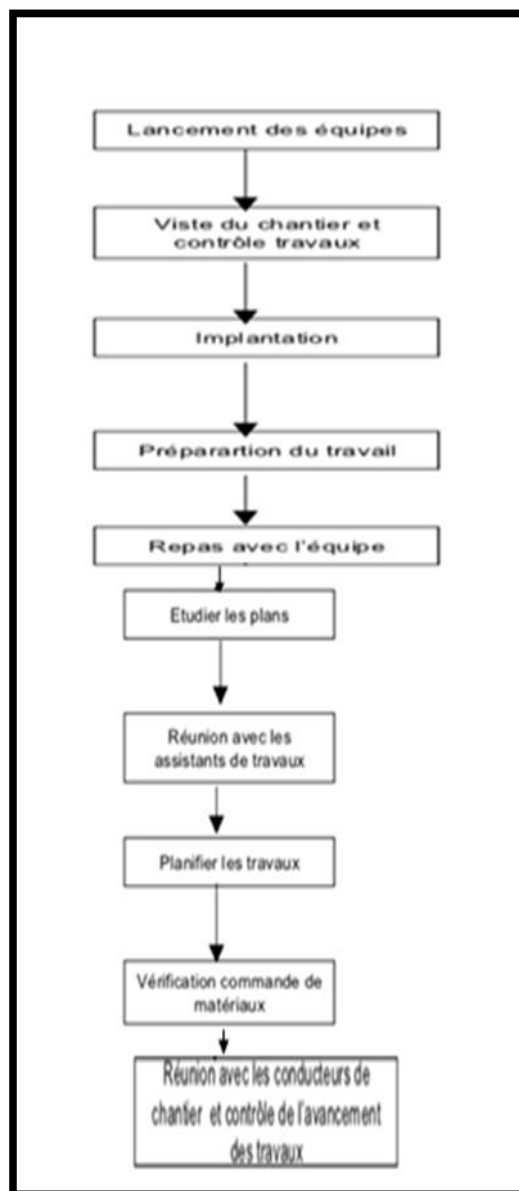 Lancement des équipes
Viste du chantier et
contrôle travaux
Implantation
Préparartion du travail
Repas avec l'équipe
Etudier les plans
Réunion avec les
assistants de travaux
Planifier les travaux
Vérification commande de
matériaux
Réunion avec les conducteurs de
chantier et contrôle de l'avancement
des travaux